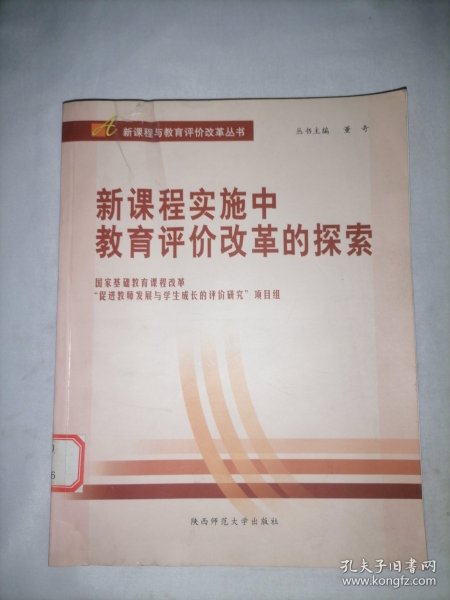 A 新课程与教育评价改革丛书
丛书主编 董奇
新课程实施中
教育评价改革的探索
国家基础教育课程改革
“促进教师发展与学生成长的评价研究”项目组
6
陕西师范大学出版社
孔夫子旧书网
www.kongfz.com